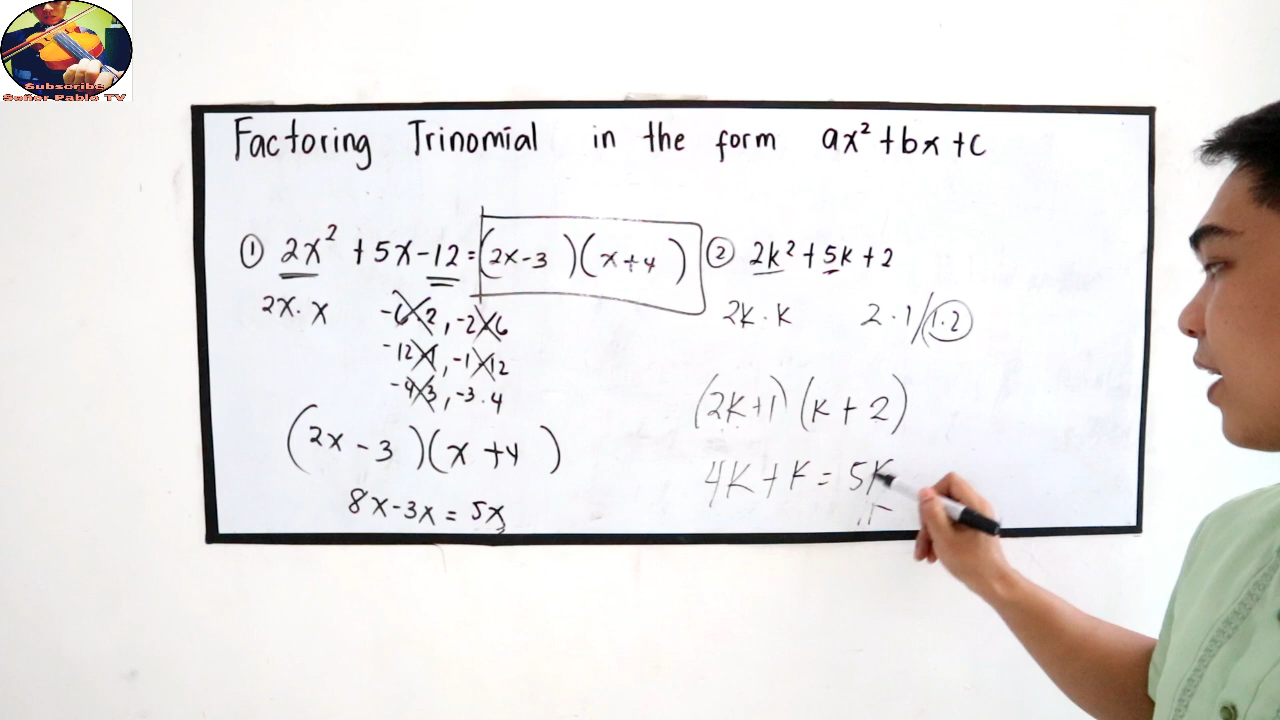 Subscribe
Señor Pablo TV
Factoring Trinomial in the form ax² + bx + c
① 2x² + 5x - 12 = (2x - 3 )(x + 4 )
2x · x
-6 · 2, -2 · 6
-12 · 1, -1 · 12
-4 · 3, -3 · 4
(2x - 3 )(x + 4 )
8x - 3x = 5x
② 2k² + 5k + 2
2k · k 2 · 1 / 1 · 2
(2k + 1) (k + 2)
4k + k = 5k